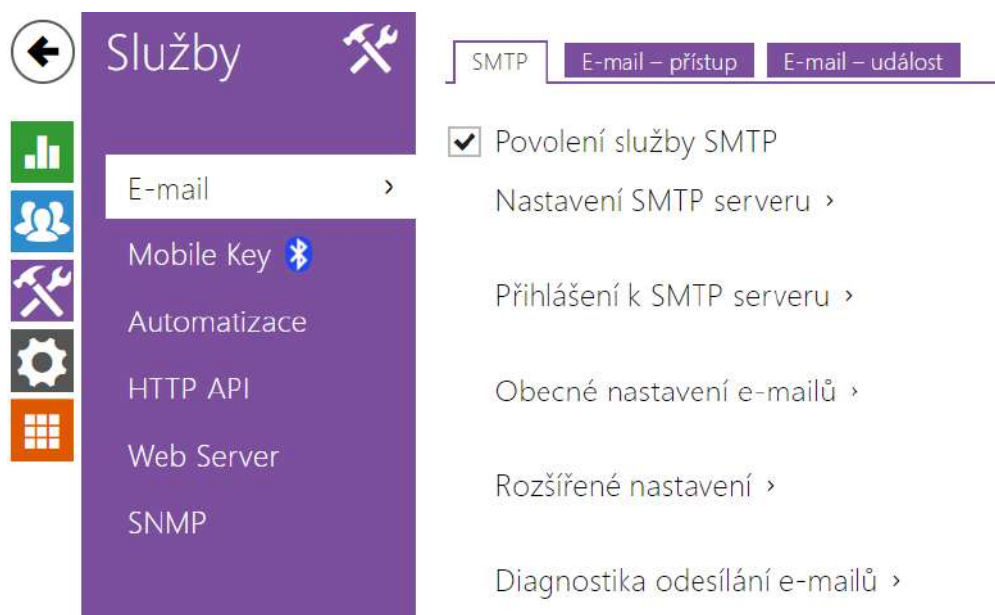 Služby
E-mail
Mobile Key
Automatizace
HTTP API
Web Server
SNMP
SMTP
E-mail – přístup
E-mail – událost
Povolení služby SMTP
Nastavení SMTP serveru
Přihlášení k SMTP serveru
Obecné nastavení e-mailů
Rozšířené nastavení
Diagnostika odesílání e-mailů